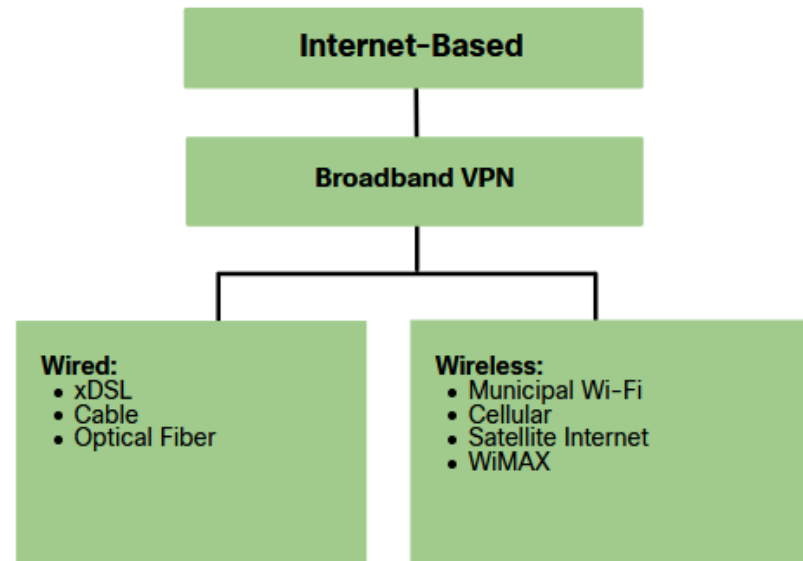 Internet-Based
Broadband VPN
Wired:
• xDSL
• Cable
• Optical Fiber
Wireless:
• Municipal Wi-Fi
• Cellular
• Satellite Internet
• WiMAX